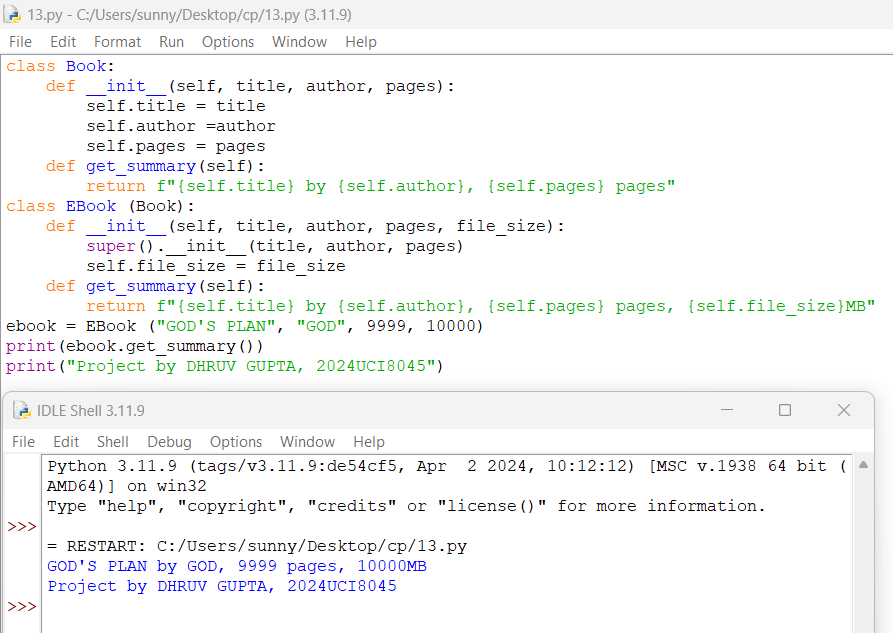 13.py - C:/Users/sunny/Desktop/cp/13.py (3.11.9)
File Edit Format Run Options Window Help
class Book:
    def __init__(self, title, author, pages):
        self.title = title
        self.author =author
        self.pages = pages
    def get_summary(self):
        return f"{self.title} by {self.author}, {self.pages} pages"
class EBook (Book):
    def __init__(self, title, author, pages, file_size):
        super().__init__(title, author, pages)
        self.file_size = file_size
    def get_summary(self):
        return f"{self.title} by {self.author}, {self.pages} pages, {self.file_size}MB"
ebook = EBook ("GOD'S PLAN", "GOD", 9999, 10000)
print(ebook.get_summary())
print("Project by DHRUV GUPTA, 2024UCI8045")
IDLE Shell 3.11.9
File Edit Shell Debug Options Window Help
Python 3.11.9 (tags/v3.11.9:de54cf5, Apr  2 2024, 10:12:12) [MSC v.1938 64 bit (
AMD64)] on win32
Type "help", "copyright", "credits" or "license()" for more information.
>>>
= RESTART: C:/Users/sunny/Desktop/cp/13.py
GOD'S PLAN by GOD, 9999 pages, 10000MB
Project by DHRUV GUPTA, 2024UCI8045
>>>